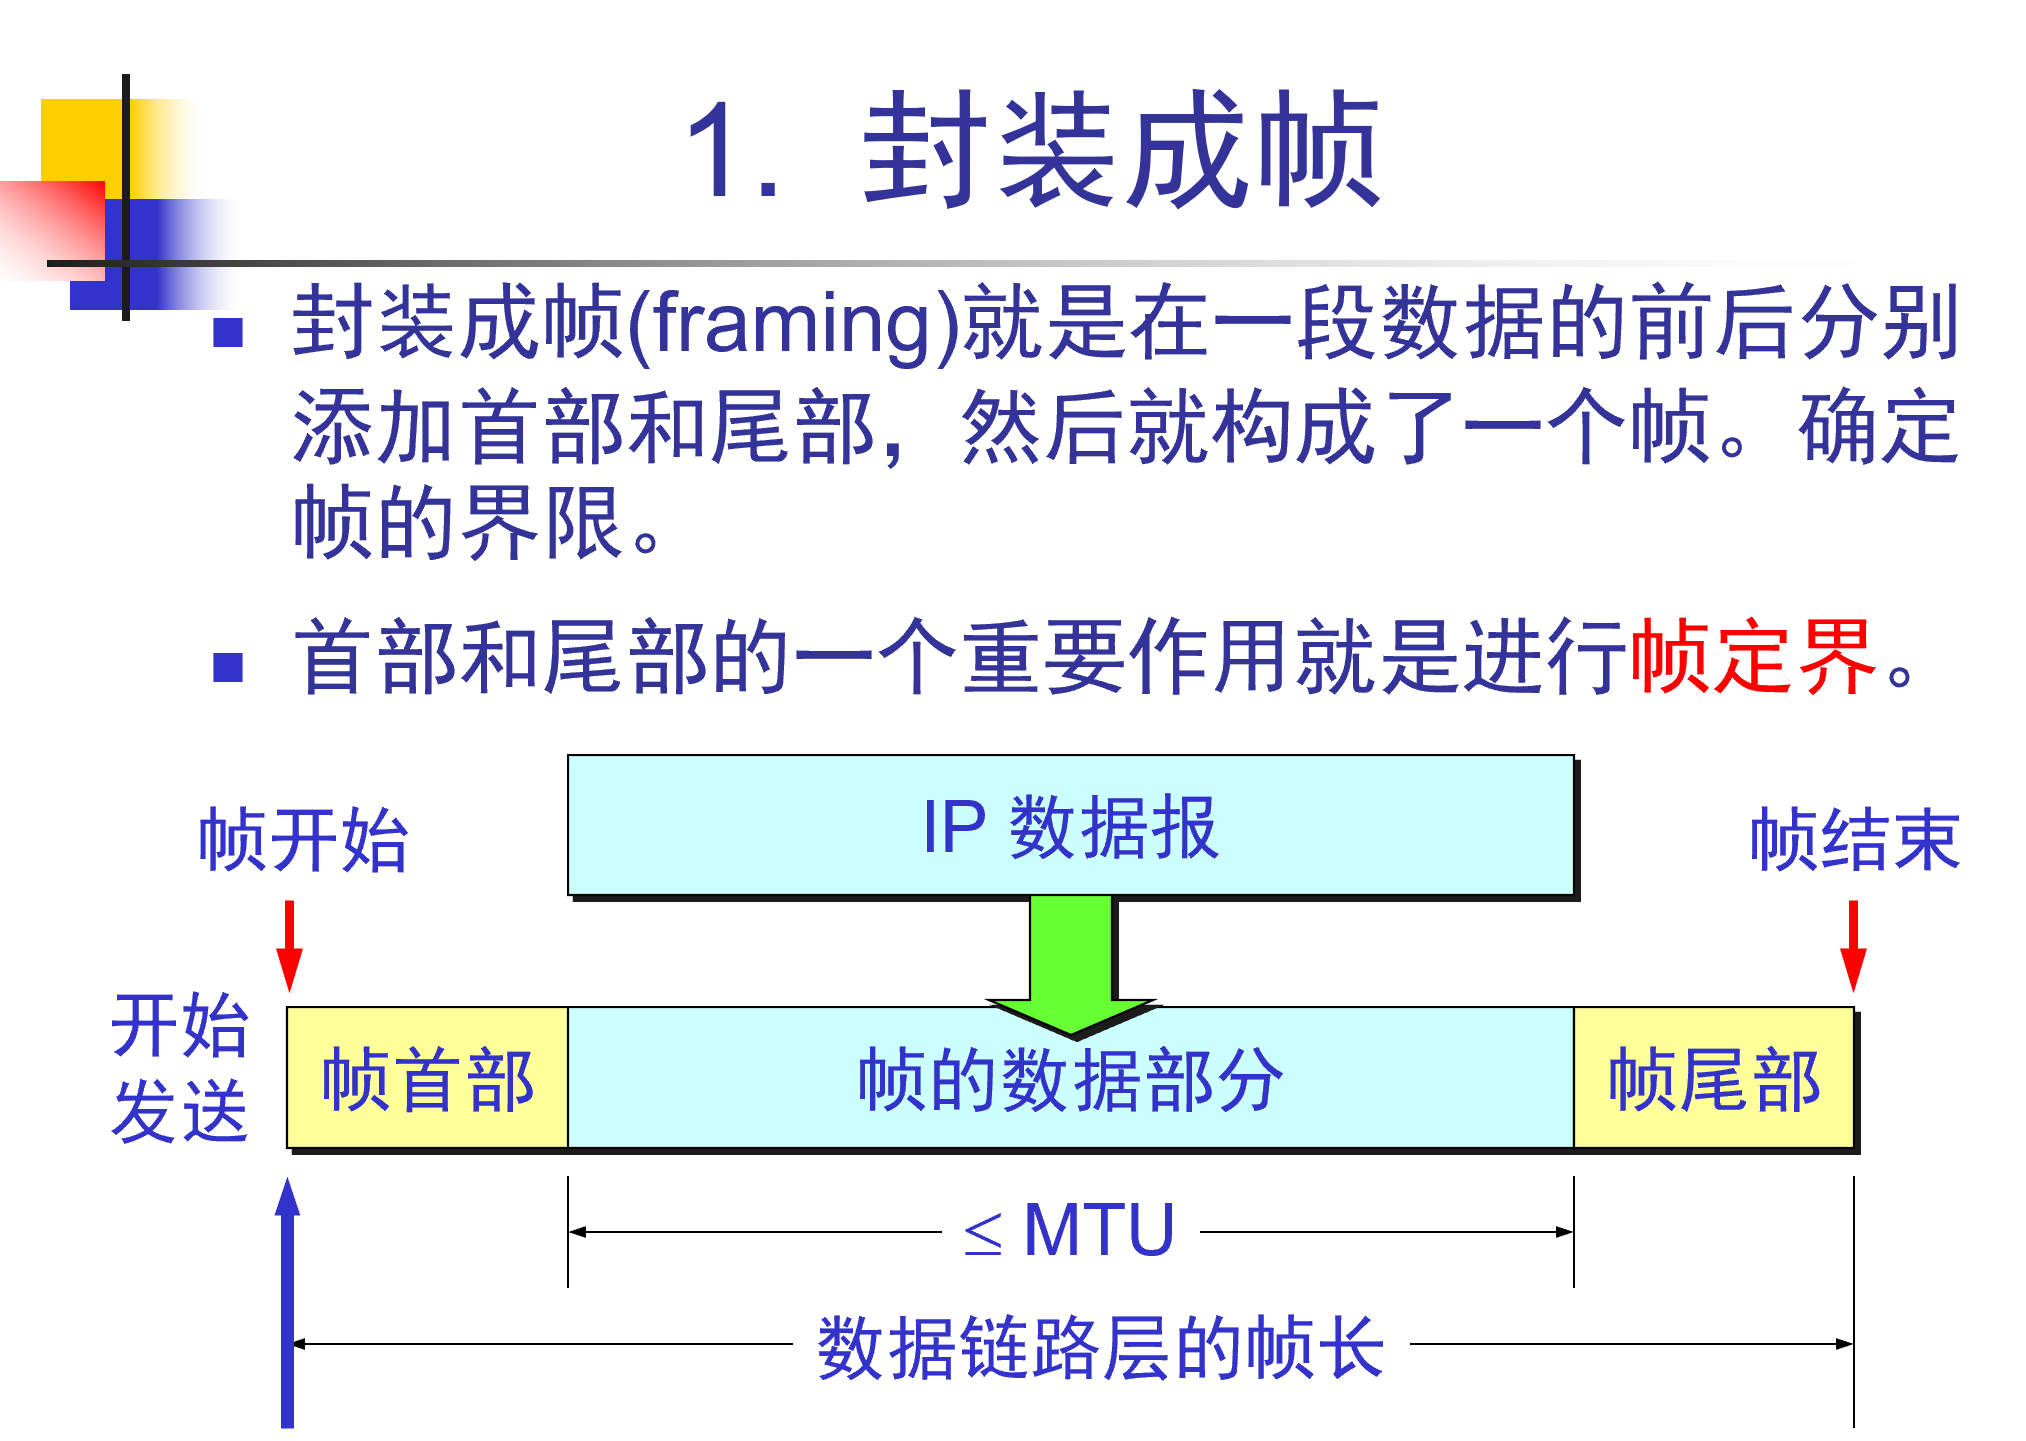 1. 封装成帧
封装成帧(framing)就是在一段数据的前后分别
添加首部和尾部，然后就构成了一个帧。确定
帧的界限。
首部和尾部的一个重要作用就是进行帧定界。
IP 数据报
帧开始
帧结束
开始
发送
帧首部
帧的数据部分
帧尾部
≤ MTU
数据链路层的帧长